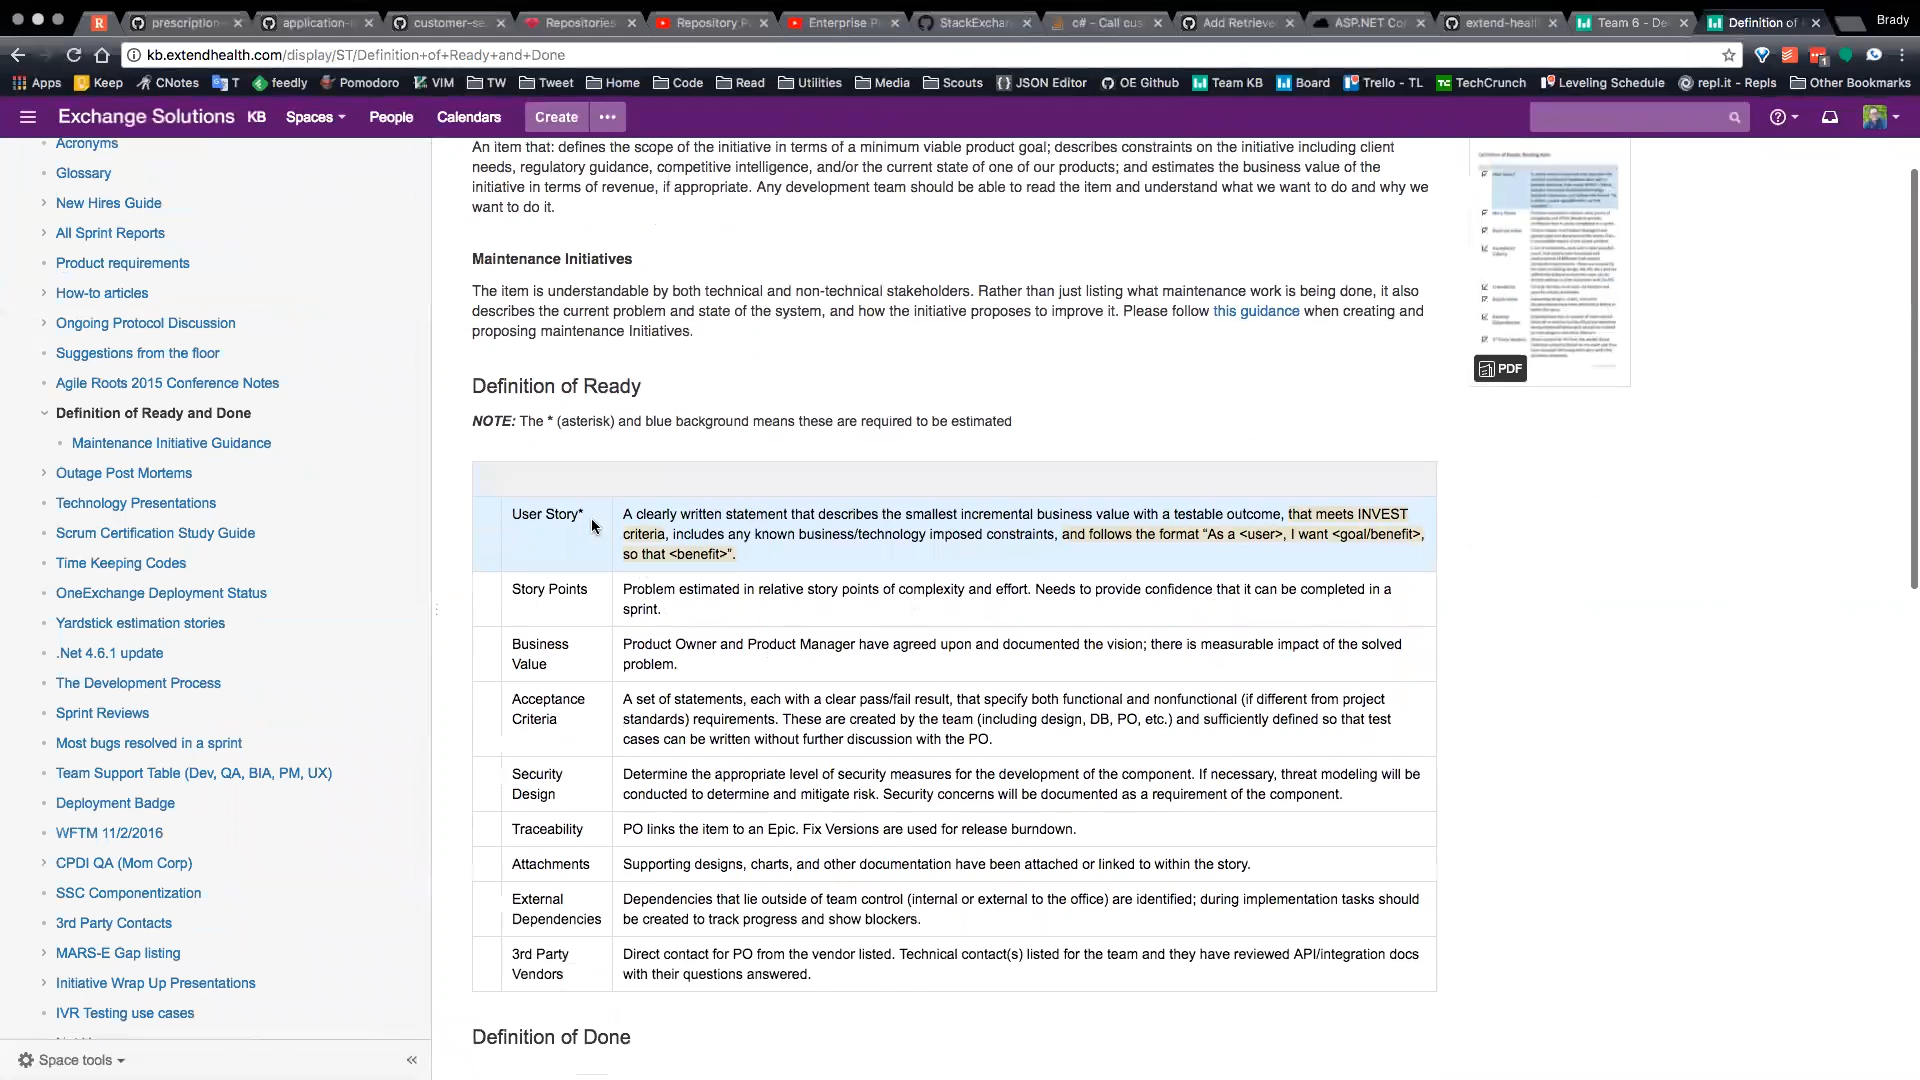 prescription-
application-
customer-se
Repositories
Repository P
Enterprise P
StackExchan
c# - Call cus
Add Retrieve
ASP.NET Co
extend-healt
Team 6 - De
Definition of
Brady
kb.extendhealth.com/display/ST/Definition+of+Ready+and+Done
Apps
Keep
CNotes
T
feedly
Pomodoro
VIM
TW
Tweet
Home
Code
Read
Utilities
Media
Scouts
JSON Editor
OE Github
Team KB
Board
Trello - TL
TechCrunch
Leveling Schedule
repl.it - Repls
Other Bookmarks
Exchange Solutions KB Spaces People Calendars Create
Acronyms
Glossary
New Hires Guide
All Sprint Reports
Product requirements
How-to articles
Ongoing Protocol Discussion
Suggestions from the floor
Agile Roots 2015 Conference Notes
Definition of Ready and Done
Maintenance Initiative Guidance
Outage Post Mortems
Technology Presentations
Scrum Certification Study Guide
Time Keeping Codes
OneExchange Deployment Status
Yardstick estimation stories
.Net 4.6.1 update
The Development Process
Sprint Reviews
Most bugs resolved in a sprint
Team Support Table (Dev, QA, BIA, PM, UX)
Deployment Badge
WFTM 11/2/2016
CPDI QA (Mom Corp)
SSC Componentization
3rd Party Contacts
MARS-E Gap listing
Initiative Wrap Up Presentations
IVR Testing use cases
Space tools
An item that: defines the scope of the initiative in terms of a minimum viable product goal; describes constraints on the initiative including client
needs, regulatory guidance, competitive intelligence, and/or the current state of one of our products; and estimates the business value of the
initiative in terms of revenue, if appropriate. Any development team should be able to read the item and understand what we want to do and why we
want to do it.
Maintenance Initiatives
The item is understandable by both technical and non-technical stakeholders. Rather than just listing what maintenance work is being done, it also
describes the current problem and state of the system, and how the initiative proposes to improve it. Please follow this guidance when creating and
proposing maintenance Initiatives.
Definition of Ready
NOTE: The * (asterisk) and blue background means these are required to be estimated
User Story*
A clearly written statement that describes the smallest incremental business value with a testable outcome, that meets INVEST
criteria, includes any known business/technology imposed constraints, and follows the format “As a <user>, I want <goal/benefit>,
so that <benefit>”.
Story Points
Problem estimated in relative story points of complexity and effort. Needs to provide confidence that it can be completed in a
sprint.
Business
Value
Product Owner and Product Manager have agreed upon and documented the vision; there is measurable impact of the solved
problem.
Acceptance
Criteria
A set of statements, each with a clear pass/fail result, that specify both functional and nonfunctional (if different from project
standards) requirements. These are created by the team (including design, DB, PO, etc.) and sufficiently defined so that test
cases can be written without further discussion with the PO.
Security
Design
Determine the appropriate level of security measures for the development of the component. If necessary, threat modeling will be
conducted to determine and mitigate risk. Security concerns will be documented as a requirement of the component.
Traceability
PO links the item to an Epic. Fix Versions are used for release burndown.
Attachments
Supporting designs, charts, and other documentation have been attached or linked to within the story.
External
Dependencies
Dependencies that lie outside of team control (internal or external to the office) are identified; during implementation tasks should
be created to track progress and show blockers.
3rd Party
Vendors
Direct contact for PO from the vendor listed. Technical contact(s) listed for the team and they have reviewed API/integration docs
with their questions answered.
Definition of Done
PDF